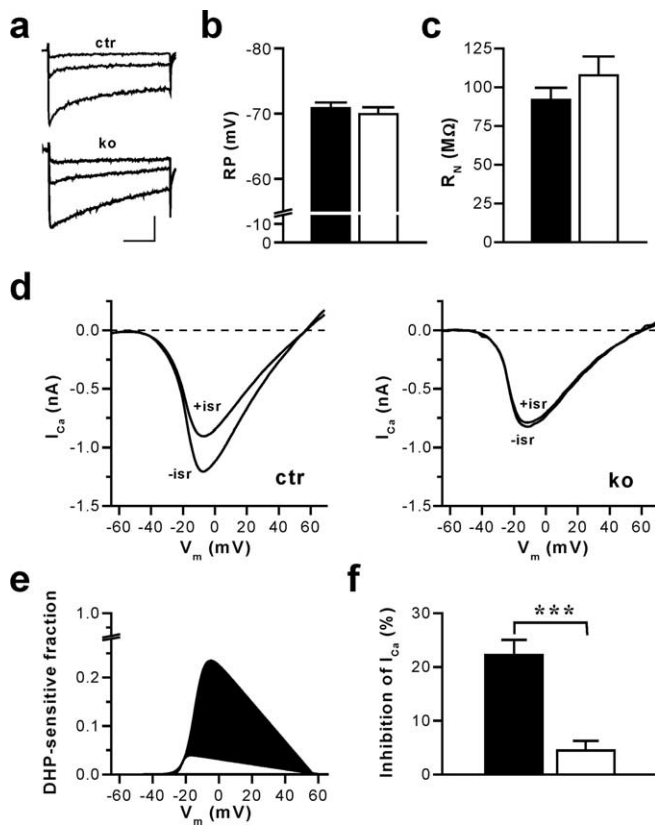 a
ctr
ko
b
-80
-70
-60
-10
0
RP (mV)
c
125
100
75
50
25
0
R_N (MΩ)
d
0.0
-0.5
-1.0
-1.5
I_Ca (nA)
+isr
-isr
ctr
-60 -40 -20 0 20 40 60
V_m (mV)
0.0
-0.5
-1.0
-1.5
I_Ca (nA)
+isr
-isr
ko
-60 -40 -20 0 20 40 60
V_m (mV)
e
1.0
0.2
0.1
0.0
DHP-sensitive fraction
-60 -40 -20 0 20 40 60
V_m (mV)
f
30
20
10
0
Inhibition of I_Ca (%)
***